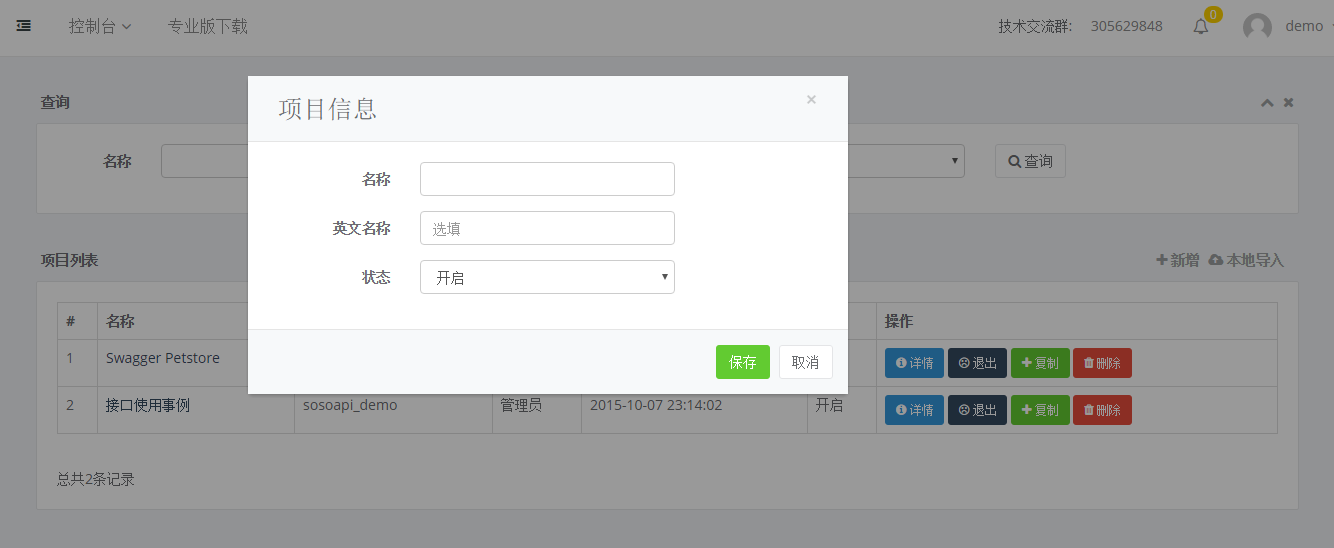 控制台 专业版下载 技术交流群: 305629848 0 demo
项目信息 ×
查询
名称 查询
名称
英文名称 选填
状态 开启
项目列表 新增 本地导入
# 名称 操作
1 Swagger Petstore 详情 退出 复制 删除
保存 取消
2 接口使用事例 sosoapi_demo 管理员 2015-10-07 23:14:02 开启 详情 退出 复制 删除
总共2条记录